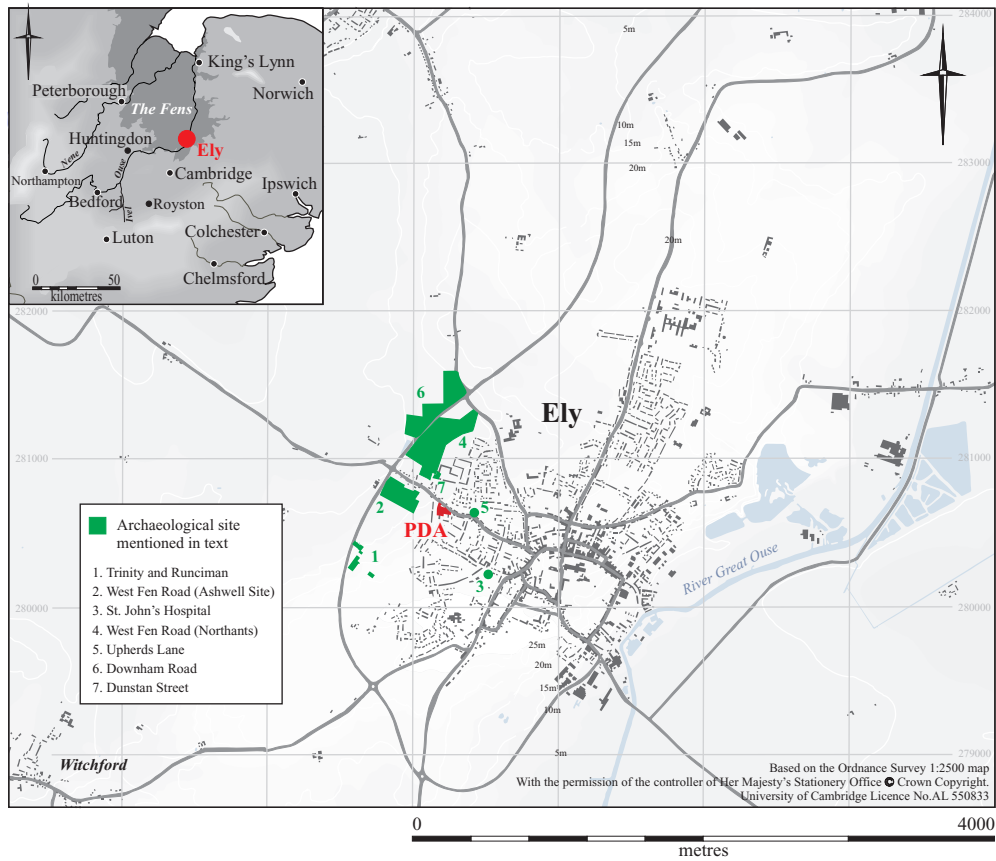 King's Lynn
Peterborough
Norwich
The Fens
Huntingdon
Ely
Nene
Ouse
Cambridge
Northampton
Ipswich
Bedford
Ivel
Royston
Luton
Colchester
Chelmsford
0 50
kilometres
284000
5m
10m
15m
20m
283000
20m
282000 282000
6
Ely
4
281000 281000
7
2
5
PDA
1
3
River Great Ouse
280000 280000
Archaeological site
mentioned in text
1. Trinity and Runciman
2. West Fen Road (Ashwell Site)
3. St. John's Hospital
4. West Fen Road (Northants)
5. Upherds Lane
6. Downham Road
7. Dunstan Street
25m
20m
15m
10m
5m
279000
Witchford
Based on the Ordnance Survey 1:2500 map
With the permission of the controller of Her Majesty's Stationery Office © Crown Copyright.
University of Cambridge Licence No.AL 550833
0 4000
metres